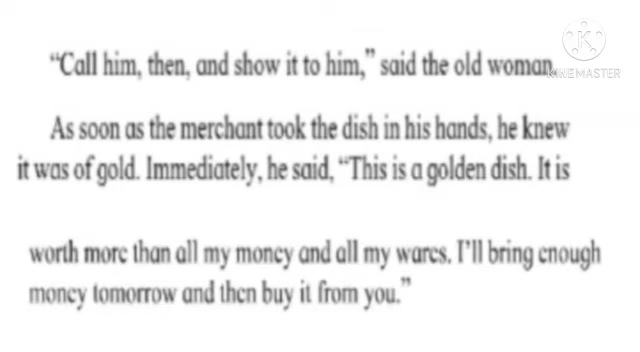 "Call him, then, and show it to him," said the old woman.
KINEMASTER
As soon as the merchant took the dish in his hands, he knew
it was of gold. Immediately, he said, "This is a golden dish. It is
worth more than all my money and all my wares. I'll bring enough
money tomorrow and then buy it from you."